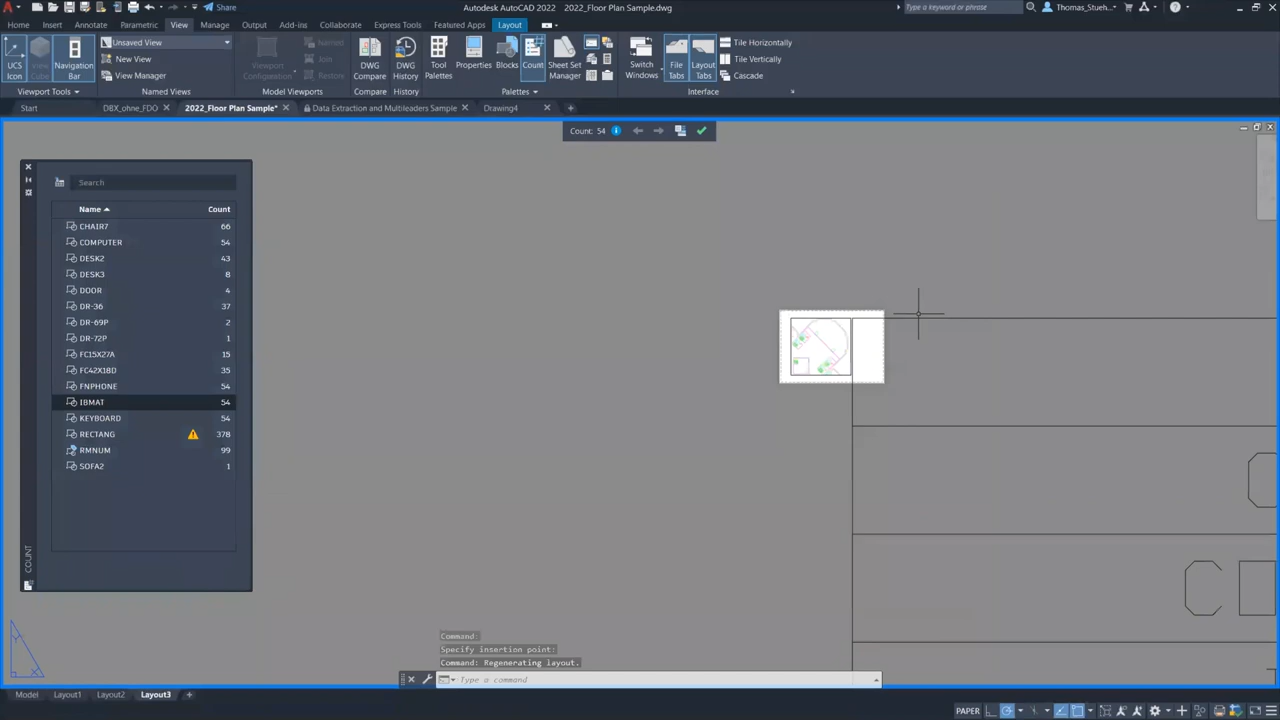 Share
Autodesk AutoCAD 2022 2022_Floor Plan Sample.dwg
Type a keyword or phrase
Thomas_Stueh...
Home Insert Annotate Parametric View Manage Output Add-ins Collaborate Express Tools Featured Apps Layout
UCS Icon
View Cube
Navigation Bar
Viewport Tools
Unsaved View
New View
View Manager
Named Views
Viewport Configuration
Named
Join
Restore
Model Viewports
DWG Compare
Compare
DWG History
History
Tool Palettes
Properties
Blocks
Count
Sheet Set Manager
Palettes
Switch Windows
File Tabs
Layout Tabs
Tile Horizontally
Tile Vertically
Cascade
Interface
Start DBX_ohne_FDO 2022_Floor Plan Sample* Data Extraction and Multileaders Sample Drawing4
Count: 54
Search
Name Count
CHAIR7 66
COMPUTER 54
DESK2 43
DESK3 8
DOOR 4
DR-36 37
DR-69P 2
DR-72P 1
FC15X27A 15
FC42X18D 35
FNPHONE 54
IBMAT 54
KEYBOARD 54
RECTANG 378
RMNUM 99
SOFA2 1
COUNT
Command:
Specify insertion point:
Command: Regenerating layout.
Type a command
Model Layout1 Layout2 Layout3
PAPER